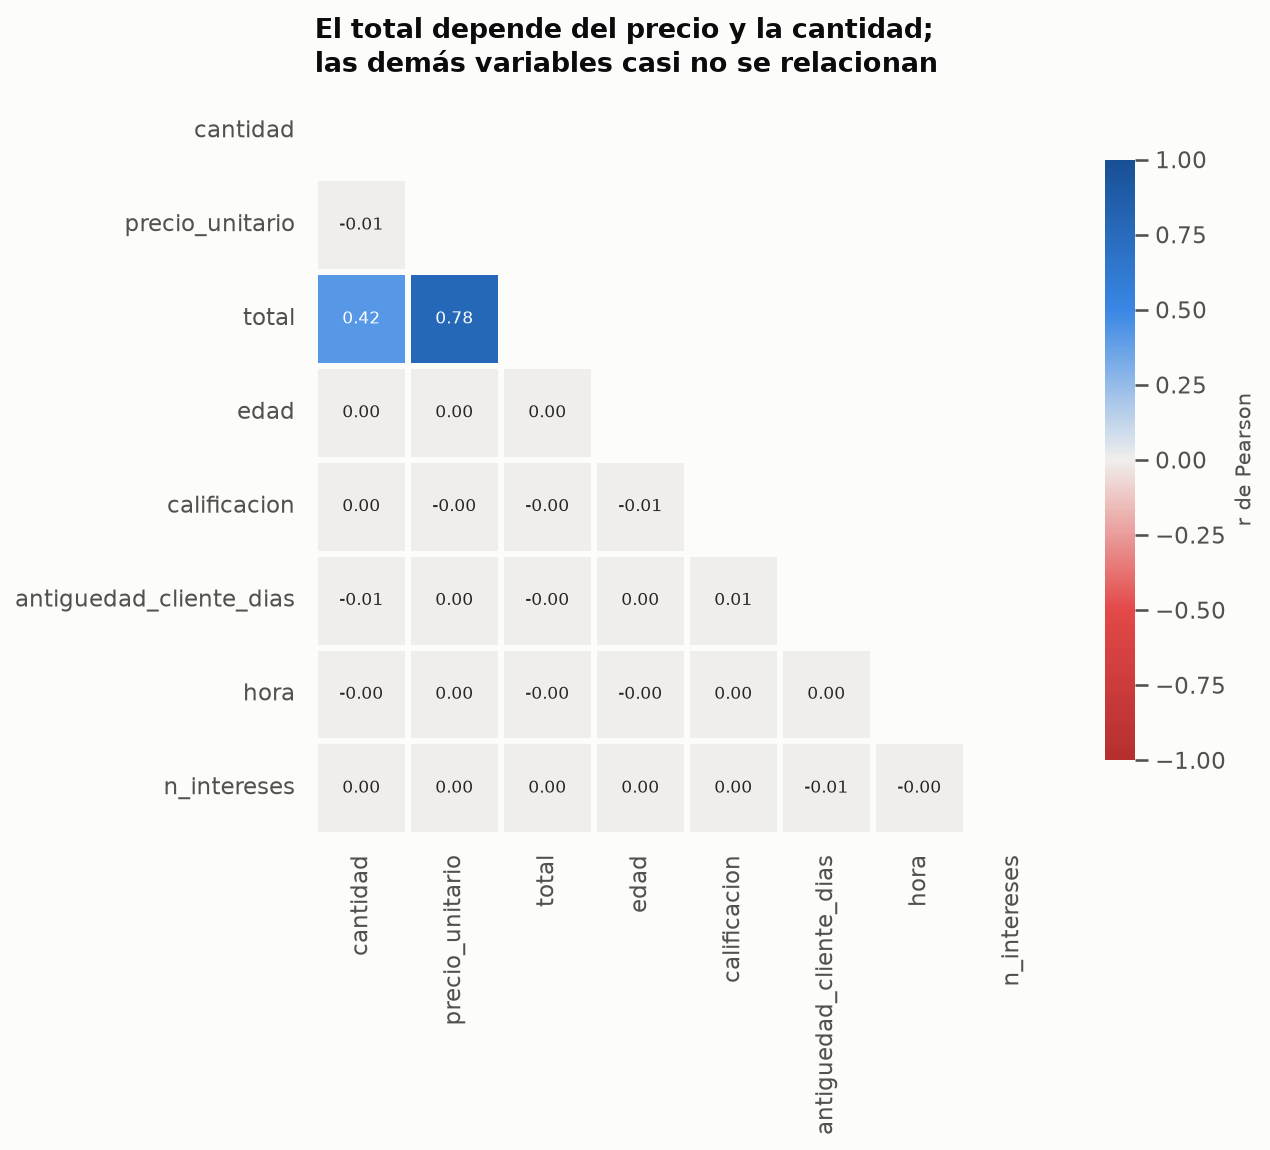 El total depende del precio y la cantidad;
las demás variables casi no se relacionan
cantidad
precio_unitario -0.01
total 0.42 0.78
edad 0.00 0.00 0.00
calificacion 0.00 -0.00 -0.00 -0.01
antiguedad_cliente_dias -0.01 0.00 -0.00 0.00 0.01
hora -0.00 0.00 -0.00 -0.00 0.00 0.00
n_intereses 0.00 0.00 0.00 0.00 0.00 -0.01 -0.00
cantidad
precio_unitario
total
edad
calificacion
antiguedad_cliente_dias
hora
n_intereses
1.00
0.75
0.50
0.25
0.00
−0.25
−0.50
−0.75
−1.00
r de Pearson